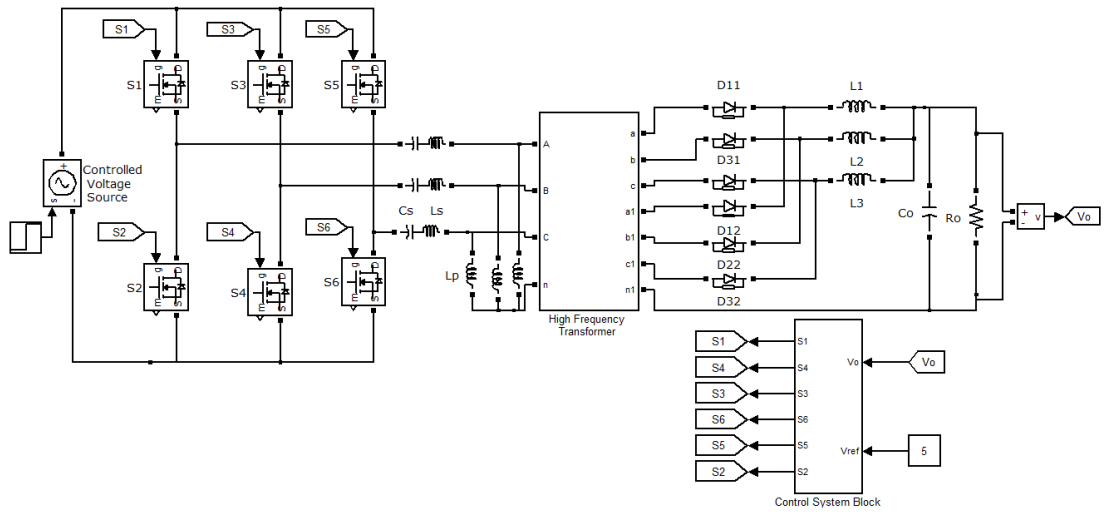 S1
S3
S5
g
D
S1
m
S
g
D
S3
m
S
g
D
S5
m
S
D11
L1
A
a
b
D31
L2
+
s
-
Controlled
Voltage
Source
B
c
L3
Cs
Ls
a1
Co
Ro
+
-
v
Vo
S2
S4
S6
C
b1
D12
g
D
S2
m
S
g
D
S4
m
S
g
D
S6
m
S
Lp
n
c1
D22
n1
D32
High Frequency
Transformer
S1
S1
S4
S4
Vo
Vo
S3
S3
S6
S6
S5
S5
Vref
5
S2
S2
Control System Block